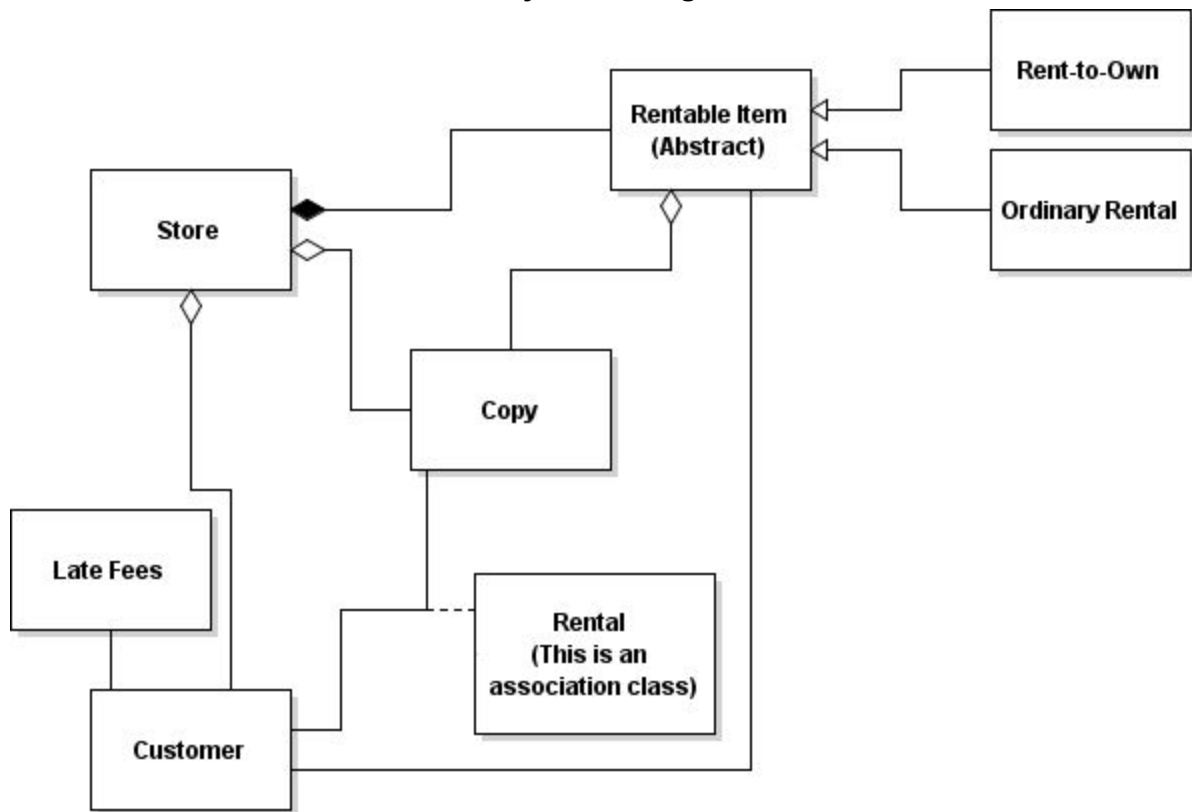 Rent-to-Own
Rentable Item
(Abstract)
Ordinary Rental
Store
Copy
Late Fees
Rental
(This is an
association class)
Customer